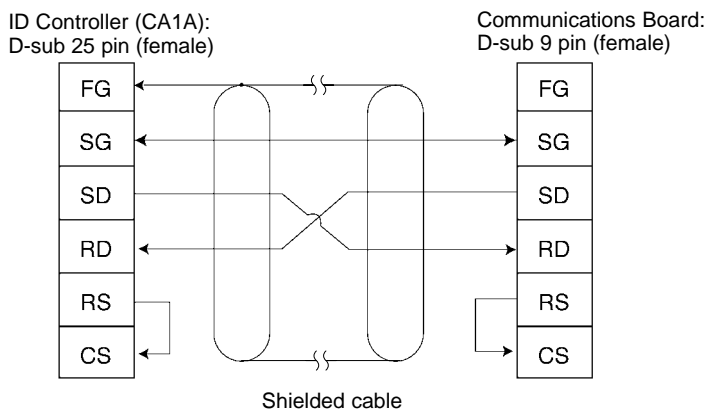 ID Controller (CA1A):
D-sub 25 pin (female)
Communications Board:
D-sub 9 pin (female)
FG
SG
SD
RD
RS
CS
FG
SG
SD
RD
RS
CS
Shielded cable